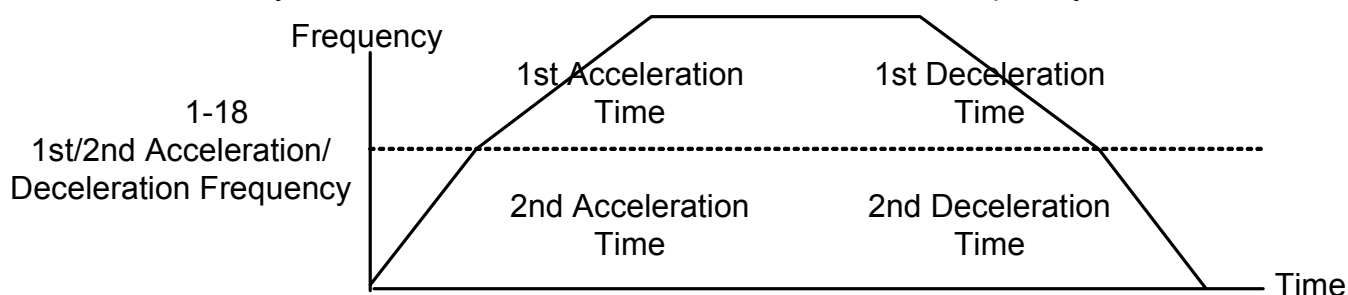 Frequency
1st Acceleration
Time
1st Deceleration
Time
1-18
1st/2nd Acceleration/
Deceleration Frequency
2nd Acceleration
Time
2nd Deceleration
Time
Time